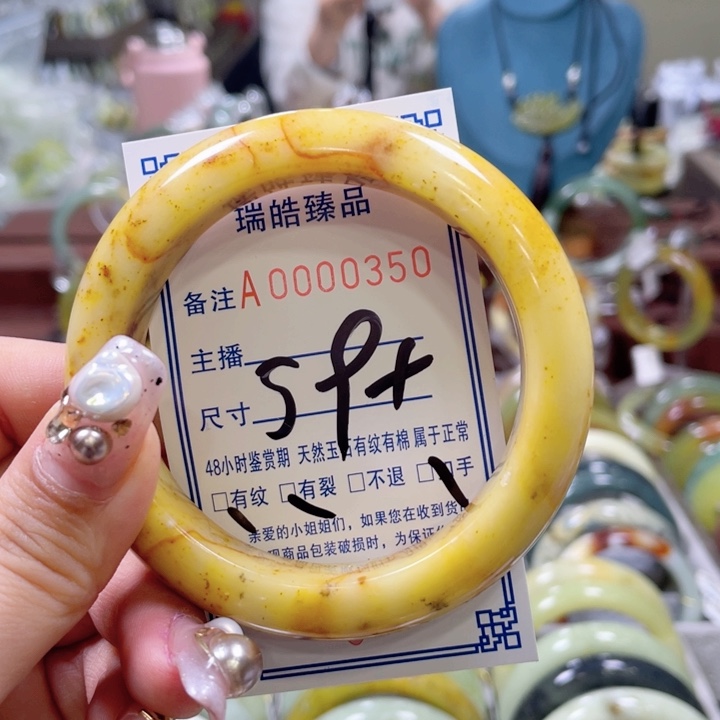 瑞皓臻品
备注A0000350
主播
尺寸 59+
48小时鉴赏期 天然玉石有纹有棉 属于正常
□有纹 □有裂 □不退 手
亲爱的小姐姐们，如果您在收到货
现商品包装破损时，为保证